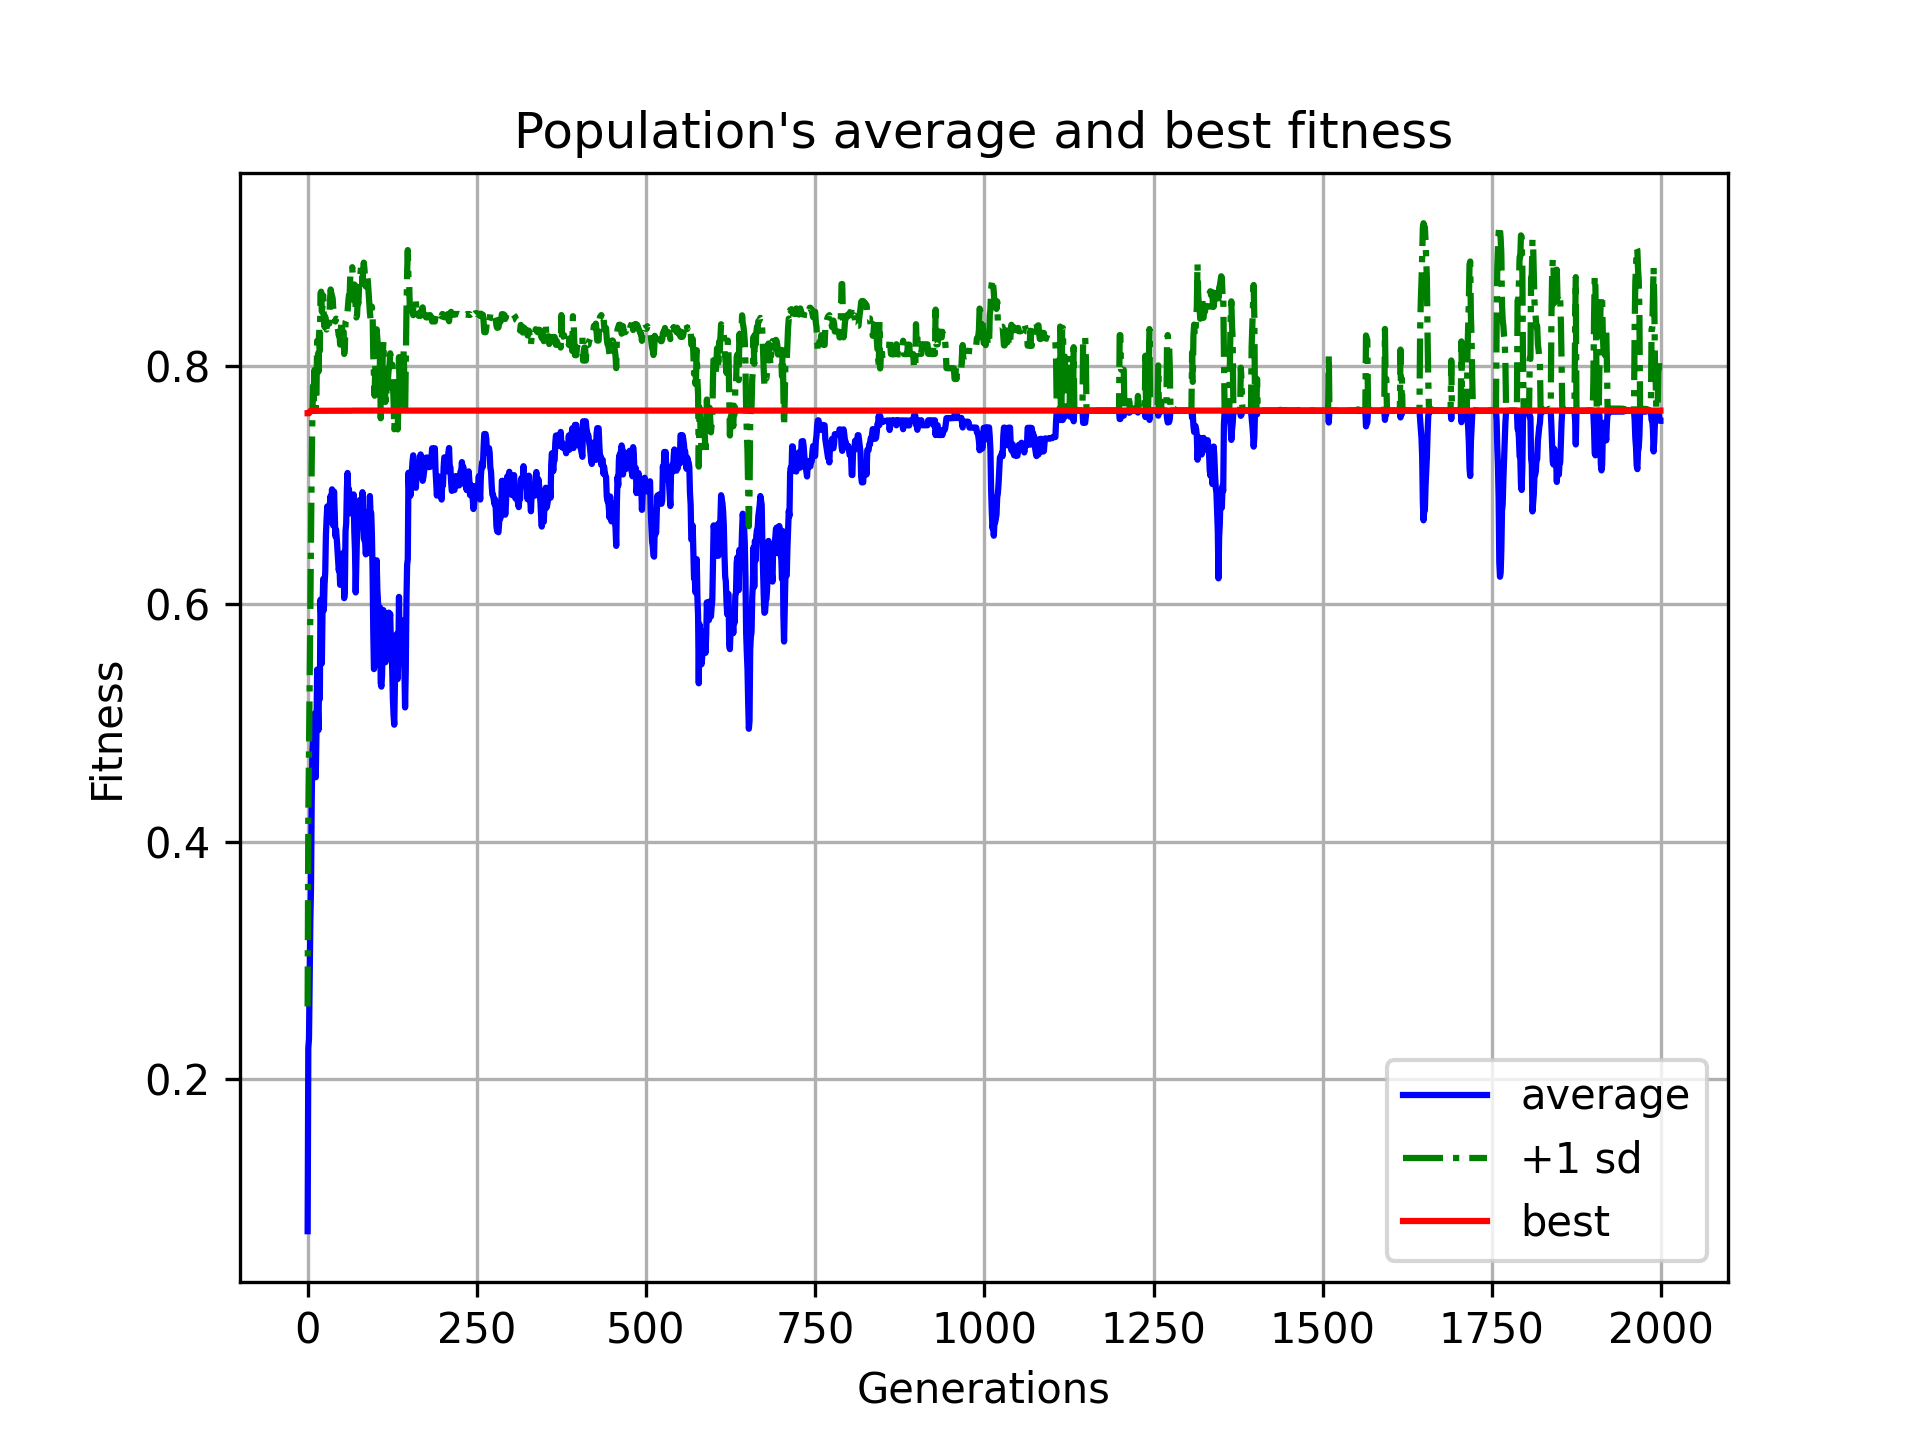 Population's average and best fitness
Fitness
0.8
0.6
0.4
0.2
0 250 500 750 1000 1250 1500 1750 2000
Generations
average
+1 sd
best